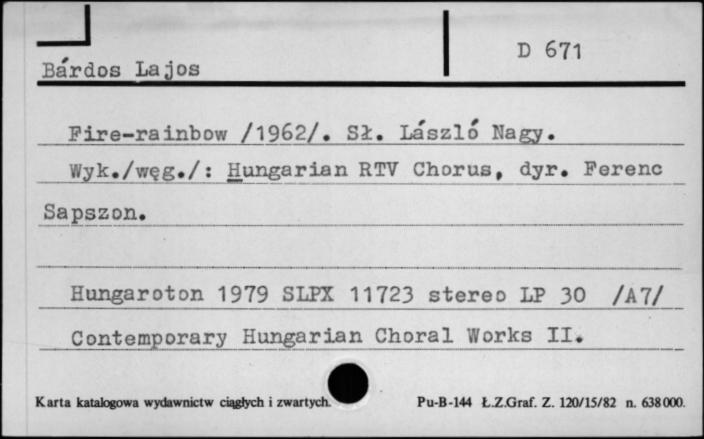 D 671
Bárdos Lajos
Fire-rainbow /1962/. Sł. László Nagy.
Wyk./węg./: Hungarian RTV Chorus, dyr. Ferenc
Sapszon.
Hungaroton 1979 SLPX 11723 stereo LP 30 /A7/
Contemporary Hungarian Choral Works II.
Karta katalogowa wydawnictw ciągłych i zwartych. Pu-B-144 Ł.Z.Graf. Z. 120/15/82 n. 638000.